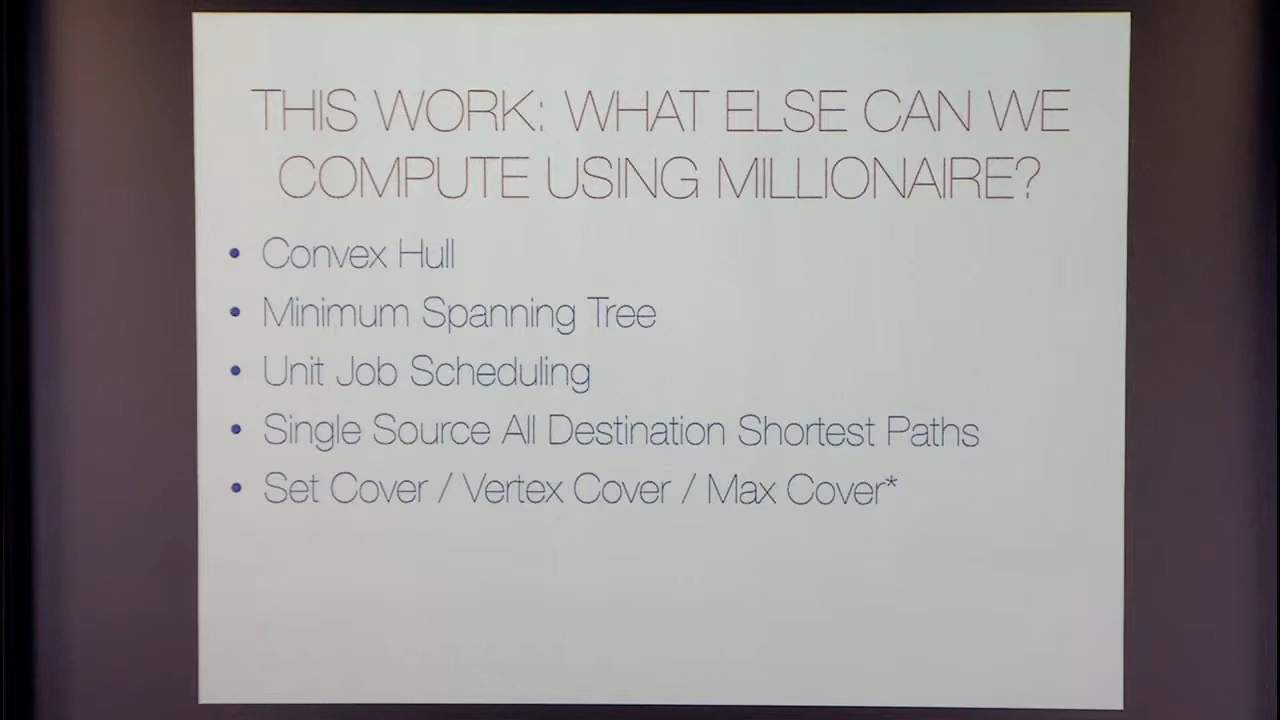 THIS WORK: WHAT ELSE CAN WE
COMPUTE USING MILLIONAIRE?
• Convex Hull
• Minimum Spanning Tree
• Unit Job Scheduling
• Single Source All Destination Shortest Paths
• Set Cover / Vertex Cover / Max Cover*